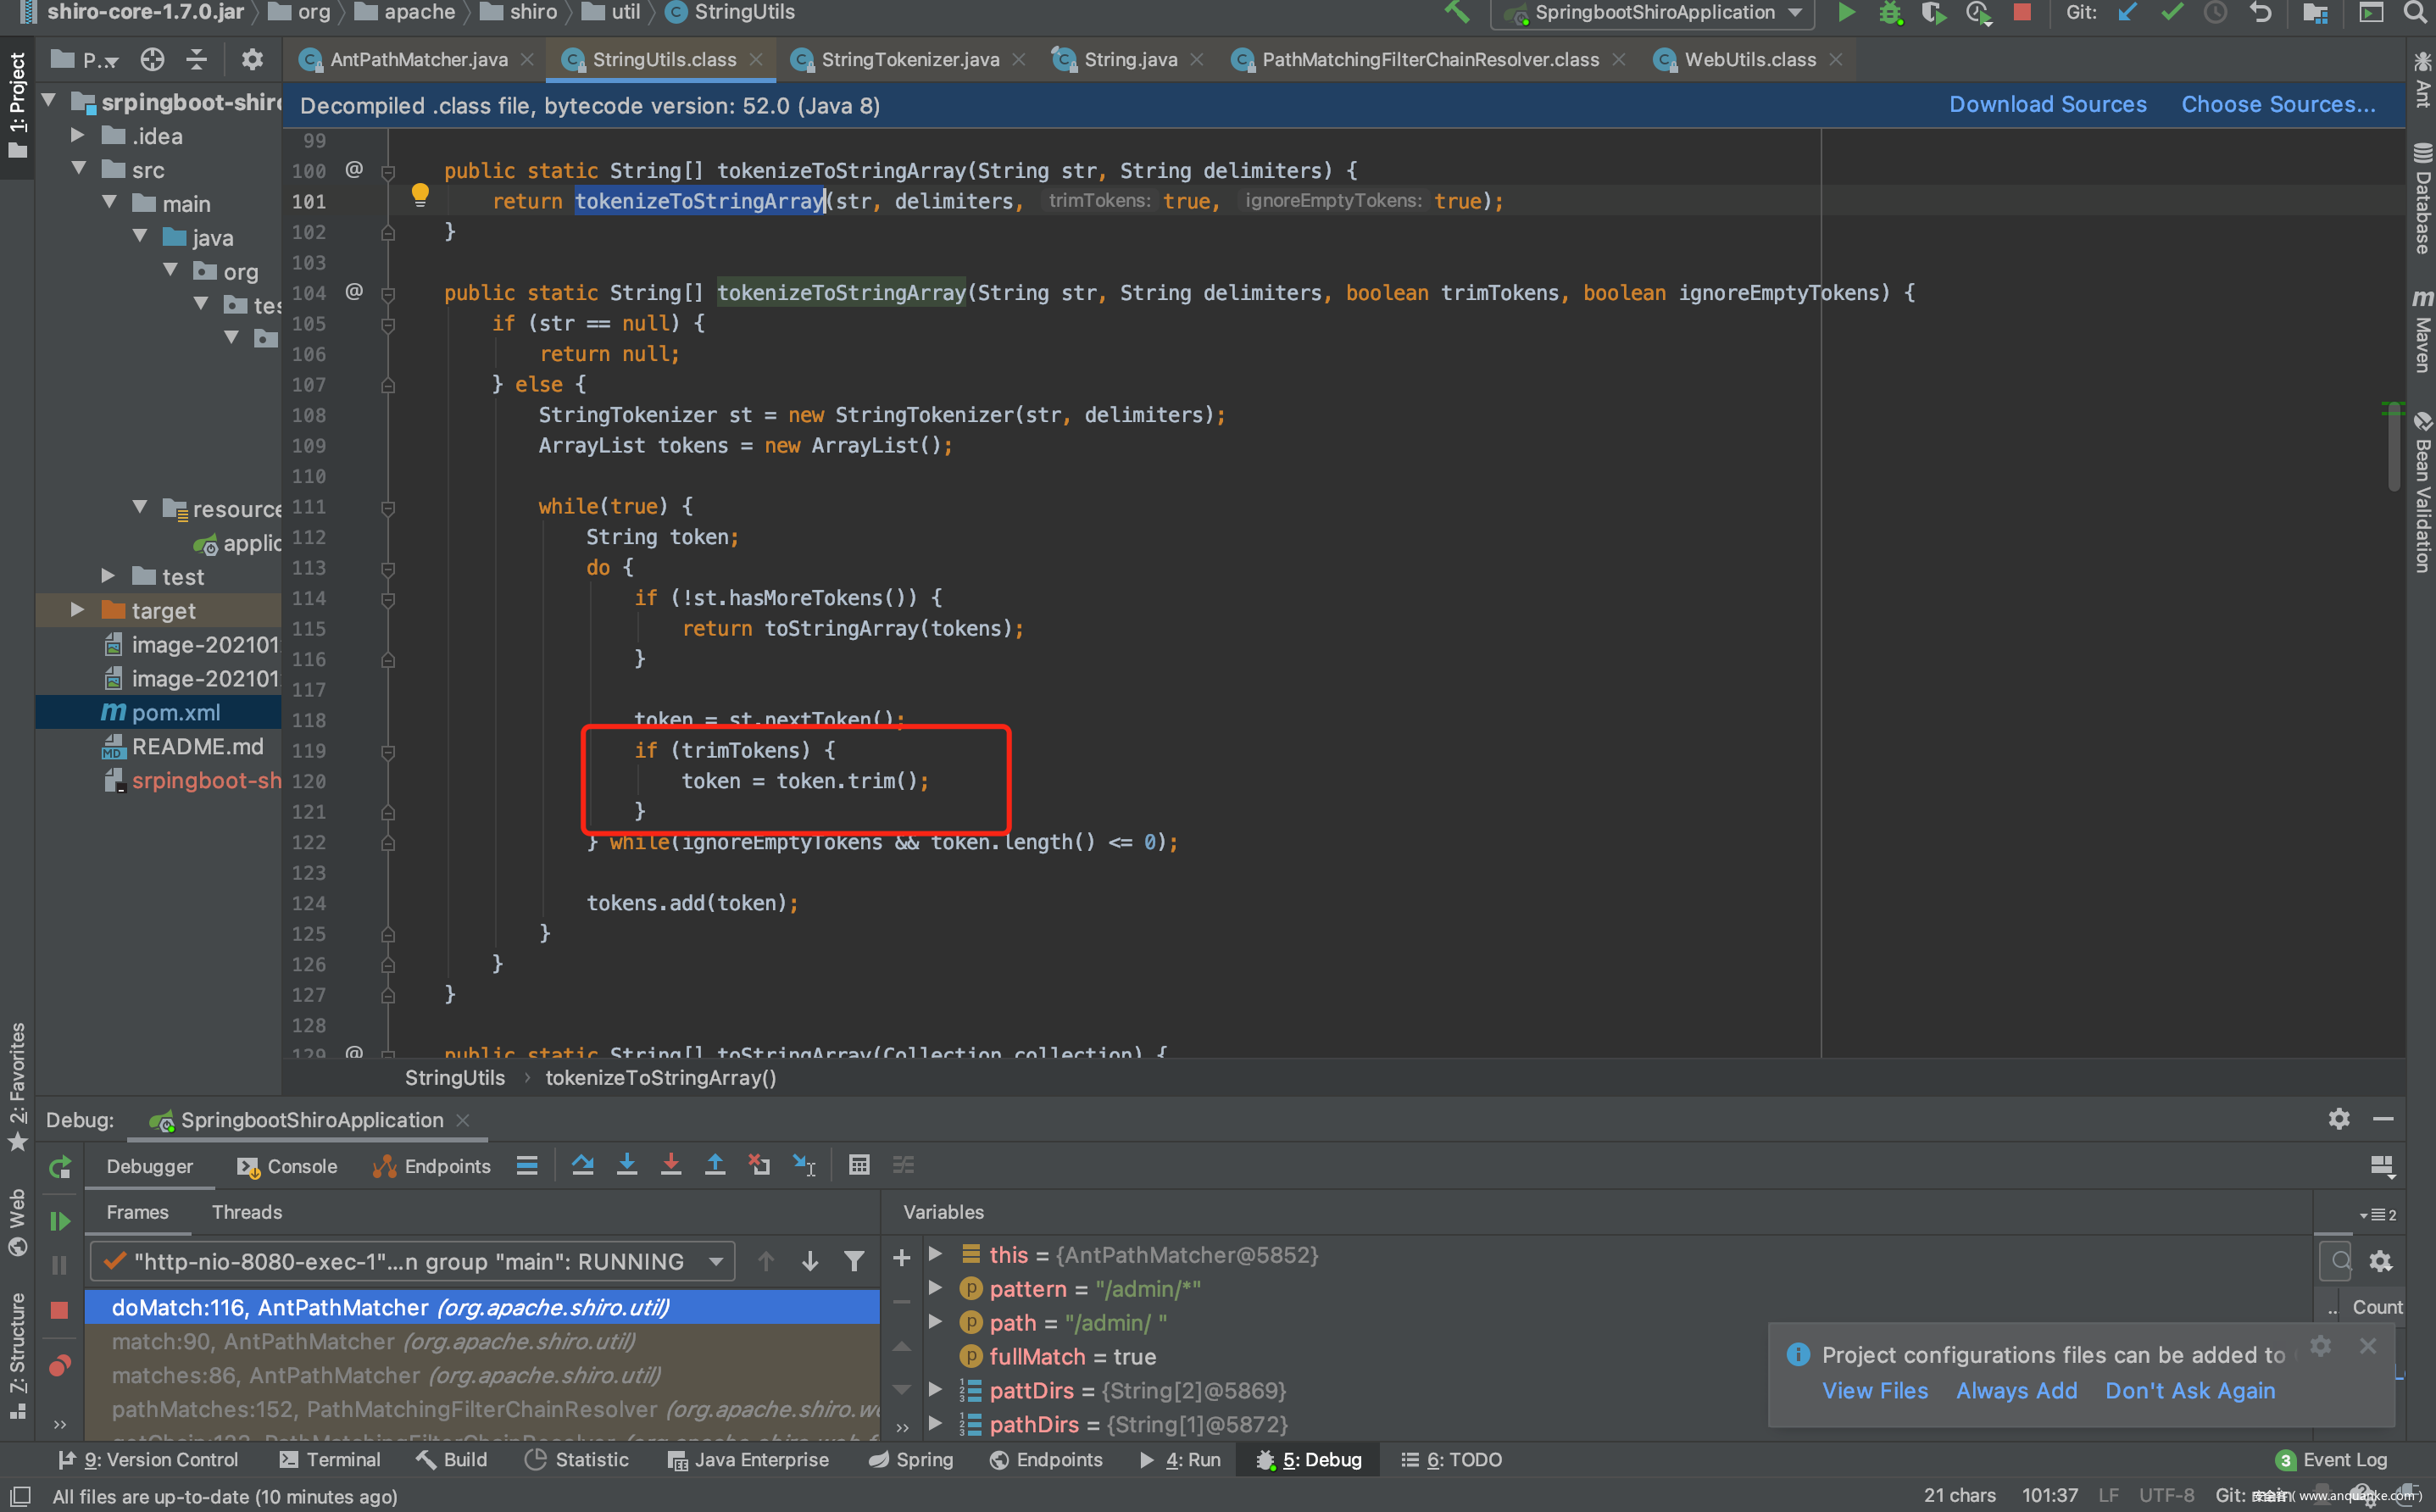 shiro-core-1.7.0.jar org apache shiro util StringUtils SpringbootShiroApplication Git:
P.. AntPathMatcher.java StringUtils.class StringTokenizer.java String.java PathMatchingFilterChainResolver.class WebUtils.class
1: Project
srpingboot-shiro
.idea
src
main
java
org
tes
resource
applic
test
target
image-202101
image-202101
pom.xml
README.md
srpingboot-sh
Decompiled .class file, bytecode version: 52.0 (Java 8) Download Sources Choose Sources...
99
100 @ public static String[] tokenizeToStringArray(String str, String delimiters) {
101 return tokenizeToStringArray(str, delimiters, trimTokens: true, ignoreEmptyTokens: true);
102 }
103
104 @ public static String[] tokenizeToStringArray(String str, String delimiters, boolean trimTokens, boolean ignoreEmptyTokens) {
105 if (str == null) {
106 return null;
107 } else {
108 StringTokenizer st = new StringTokenizer(str, delimiters);
109 ArrayList tokens = new ArrayList();
110
111 while(true) {
112 String token;
113 do {
114 if (!st.hasMoreTokens()) {
115 return toStringArray(tokens);
116 }
117
118 token = st.nextToken();
119 if (trimTokens) {
120 token = token.trim();
121 }
122 } while(ignoreEmptyTokens && token.length() <= 0);
123
124 tokens.add(token);
125 }
126 }
127 }
128
129 @ public static String[] toStringArray(Collection collection) {
StringUtils › tokenizeToStringArray()
Ant
Database
Maven
Bean Validation
2: Favorites
Web
Z: Structure
Debug: SpringbootShiroApplication
Debugger Console Endpoints
Frames Threads Variables 2
"http-nio-8080-exec-1"...n group "main": RUNNING
doMatch:116, AntPathMatcher (org.apache.shiro.util)
match:90, AntPathMatcher (org.apache.shiro.util)
matches:86, AntPathMatcher (org.apache.shiro.util)
pathMatches:152, PathMatchingFilterChainResolver (org.apache.shiro.we
this = {AntPathMatcher@5852}
pattern = "/admin/*"
path = "/admin/ "
fullMatch = true
pattDirs = {String[2]@5869}
pathDirs = {String[1]@5872}
.. Count
Project configurations files can be added to
View Files Always Add Don't Ask Again
9: Version Control Terminal Build Statistic Java Enterprise Spring Endpoints 4: Run 5: Debug 6: TODO 3 Event Log
All files are up-to-date (10 minutes ago) 21 chars 101:37 LF UTF-8 Git: main
安全客 ( www.anquanke.com )